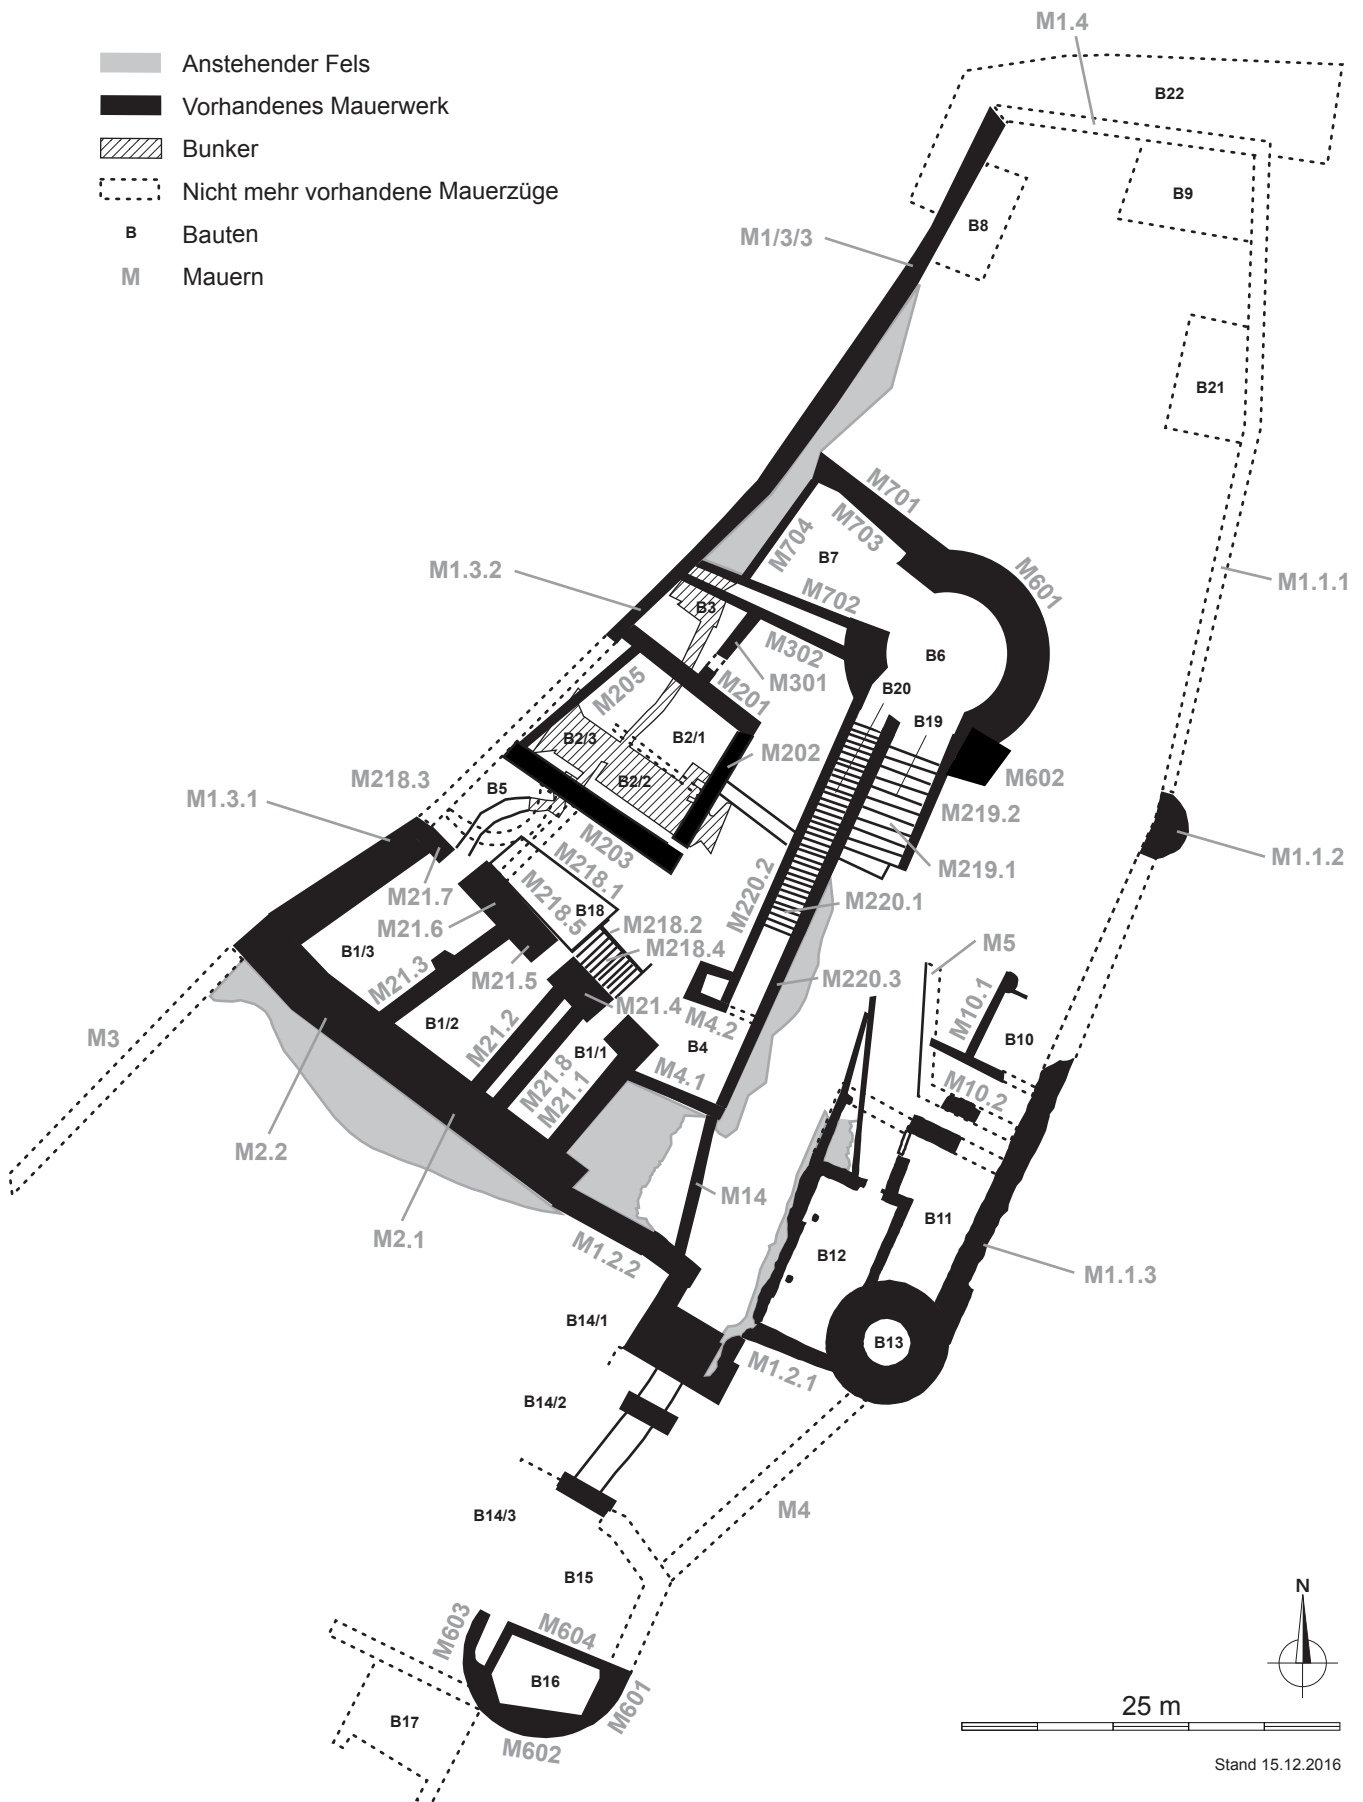 Anstehender Fels
Vorhandenes Mauerwerk
Bunker
Nicht mehr vorhandene Mauerzüge
B Bauten
M Mauern
M1.4
B22
B9
B8
M1/3/3
B21
M701
M703
M704
B7
M1.3.2
M601
M1.1.1
M702
B3
M302
B6
M301
M201
B20
M205
B19
B2/3
B2/1
M202
B2/2
M602
M218.3
B5
M1.3.1
M219.2
M203
M1.1.2
M218.1
M219.1
M21.7
M218.5
B18
M220.2
M220.1
M21.6
M218.2
M218.4
M5
B1/3
M21.3
M21.5
M220.3
M10.1
M21.4
M4.2
B1/2
M21.2
B10
M3
B1/1
B4
M21.8
M21.1
M4.1
M10.2
M2.2
M14
M2.1
B11
M1.2.2
B12
M1.1.3
B14/1
B13
M1.2.1
B14/2
M4
B14/3
B15
N
M603
M604
B16
M601
B17
M602
25 m
Stand 15.12.2016